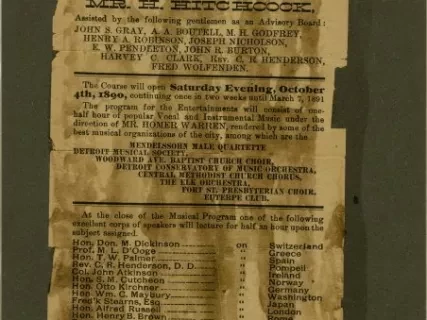 MR. H. HITCHCOCK,
Assisted by the following gentlemen as an Advisory Board:
JOHN S. GRAY, A. A. BOUTELL, M. H. GODFREY,
HENRY A. ROBINSON, JOSEPH NICHOLSON,
E. W. PENDLETON, JOHN R. BURTON,
HARVEY C. CLARK, REV. C. R. HENDERSON,
FRED WOLFENDEN.
The Course will open Saturday Evening, October
4th, 1890, continuing once in two weeks until March 7, 1891
The program for the Entertainments will consist of one-
half hour of popular Vocal and Instrumental Music under the
direction of MR. HOMER WARREN, rendered by some of the
best musical organizations of the city, among which are the
MENDELSSOHN MALE QUARTETTE
DETROIT MUSICAL SOCIETY,
WOODWARD AVE. BAPTIST CHURCH CHOIR,
DETROIT CONSERVATORY OF MUSIC ORCHESTRA,
CENTRAL METHODIST CHURCH CHORUS,
THE ELK ORCHESTRA,
FORT ST. PRESBYTERIAN CHOIR,
EUTERPE CLUB.
At the close of the Musical Program one of the following
excellent corps of speakers will lecture for half an hour upon the
subject assigned.
Hon. Don. M. Dickinson on Switzerland
Prof. M. L. D'Ooge " Greece
Hon. T. W. Palmer " Spain
Rev. C. R. Henderson, D. D. " Pompeii
Col. John Atkinson " Ireland
Hon. S. M. Cutcheon " Norway
Hon. Otto Kirchner " Germany
Hon. Wm. C. Maybury " Washington
Fred'k Stearns, Esq " Japan
Hon. Alfred Russell " London
Hon. Henry B. Brown " Rome